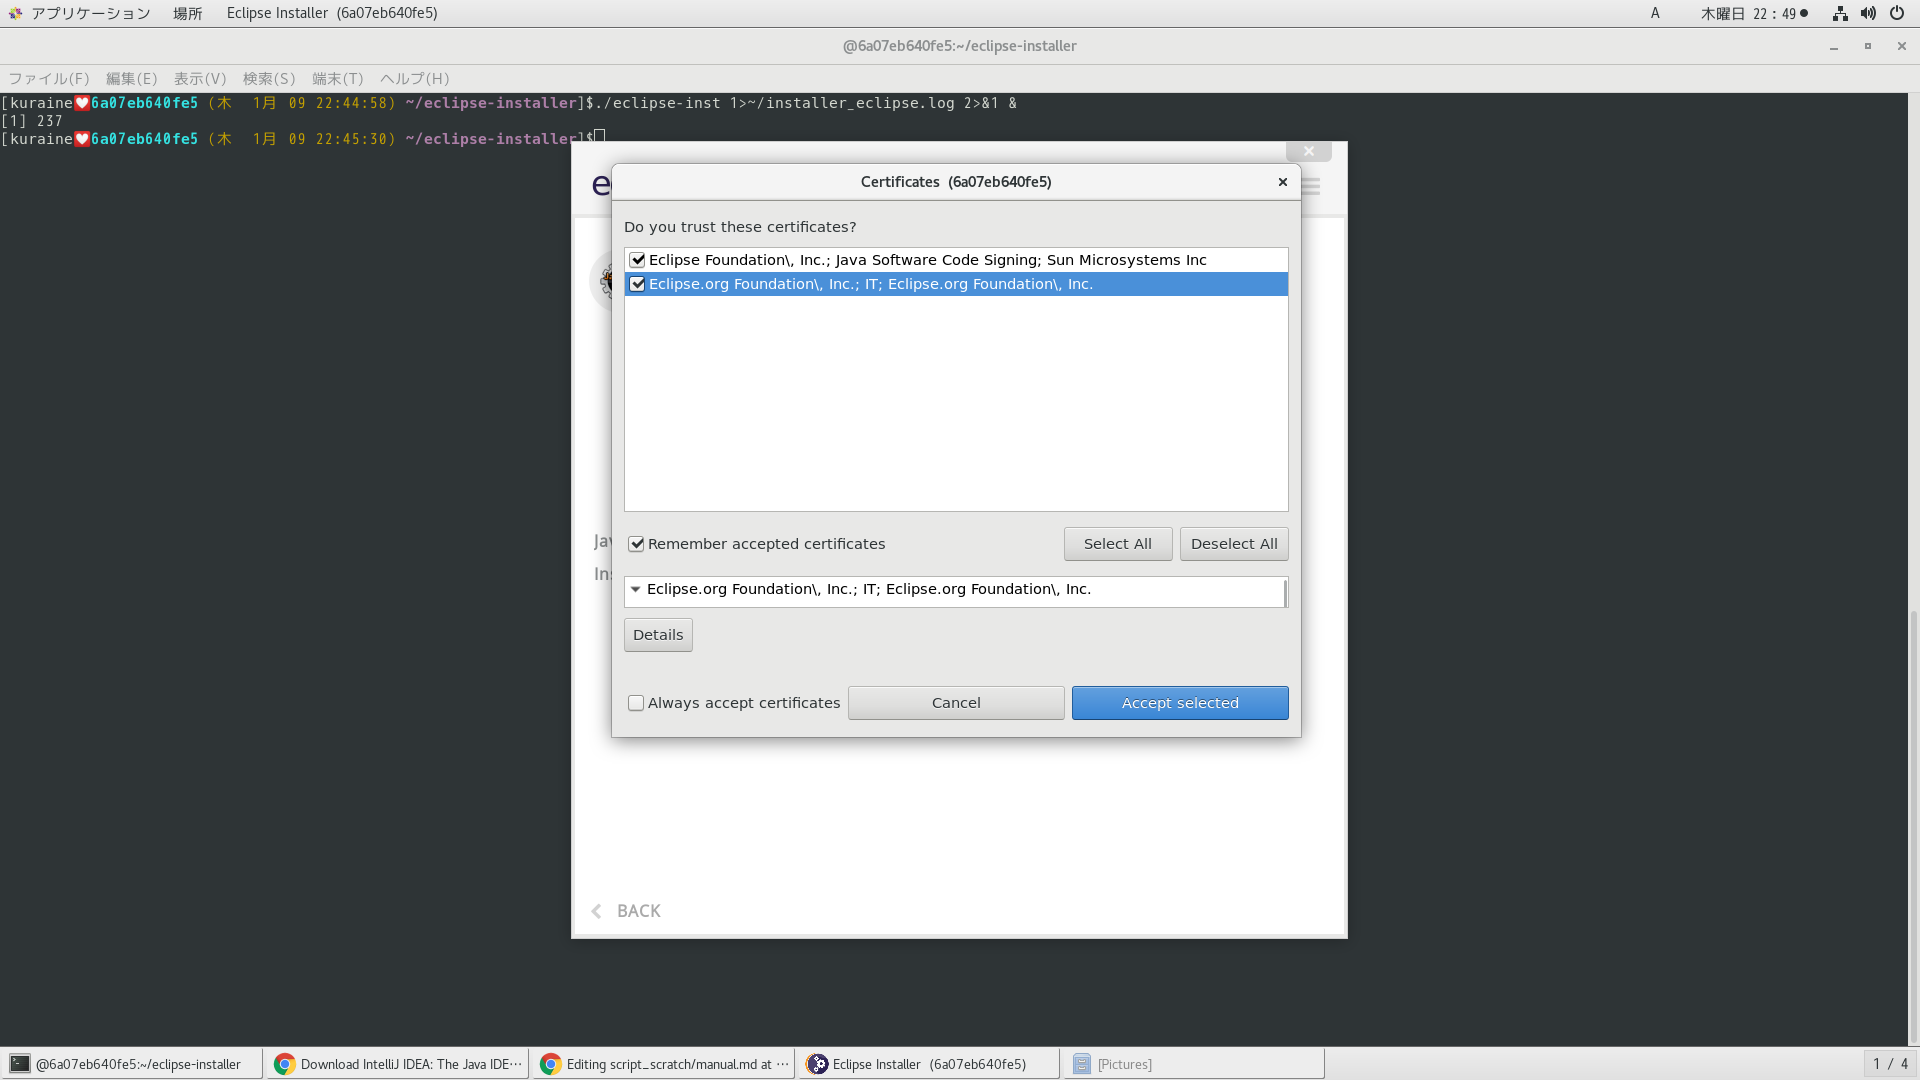 アプリケーション 場所 Eclipse Installer (6a07eb640fe5) A 木曜日 22 : 49
@6a07eb640fe5:~/eclipse-installer
ファイル(F) 編集(E) 表示(V) 検索(S) 端末(T) ヘルプ(H)
[kuraine❤6a07eb640fe5 (木 1月 09 22:44:58) ~/eclipse-installer]$./eclipse-inst 1>~/installer_eclipse.log 2>&1 &
[1] 237
[kuraine❤6a07eb640fe5 (木 1月 09 22:45:30) ~/eclipse-installer]$
Certificates (6a07eb640fe5)
Do you trust these certificates?
Eclipse Foundation\, Inc.; Java Software Code Signing; Sun Microsystems Inc
Eclipse.org Foundation\, Inc.; IT; Eclipse.org Foundation\, Inc.
Remember accepted certificates Select All Deselect All
Eclipse.org Foundation\, Inc.; IT; Eclipse.org Foundation\, Inc.
Details
Always accept certificates Cancel Accept selected
BACK
@6a07eb640fe5:~/eclipse-installer Download IntelliJ IDEA: The Java IDE… Editing script_scratch/manual.md at … Eclipse Installer (6a07eb640fe5) [Pictures] 1 / 4